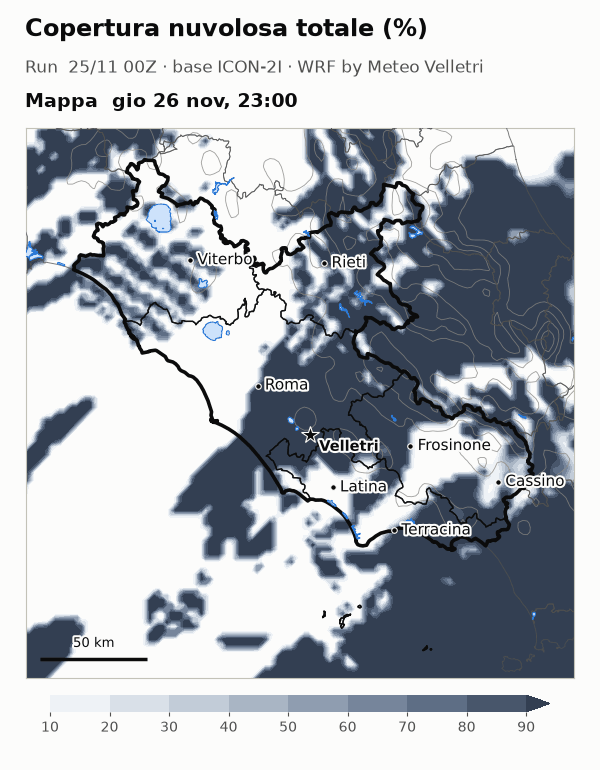 Copertura nuvolosa totale (%)
Run  25/11 00Z · base ICON-2I · WRF by Meteo Velletri
Mappa  gio 26 nov, 23:00
Viterbo
Rieti
Roma
Velletri
Frosinone
Cassino
Latina
Terracina
50 km
10 20 30 40 50 60 70 80 90